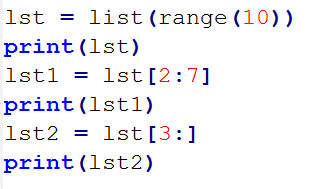 lst = list(range(10))
print(lst)
lst1 = lst[2:7]
print(lst1)
lst2 = lst[3:]
print(lst2)